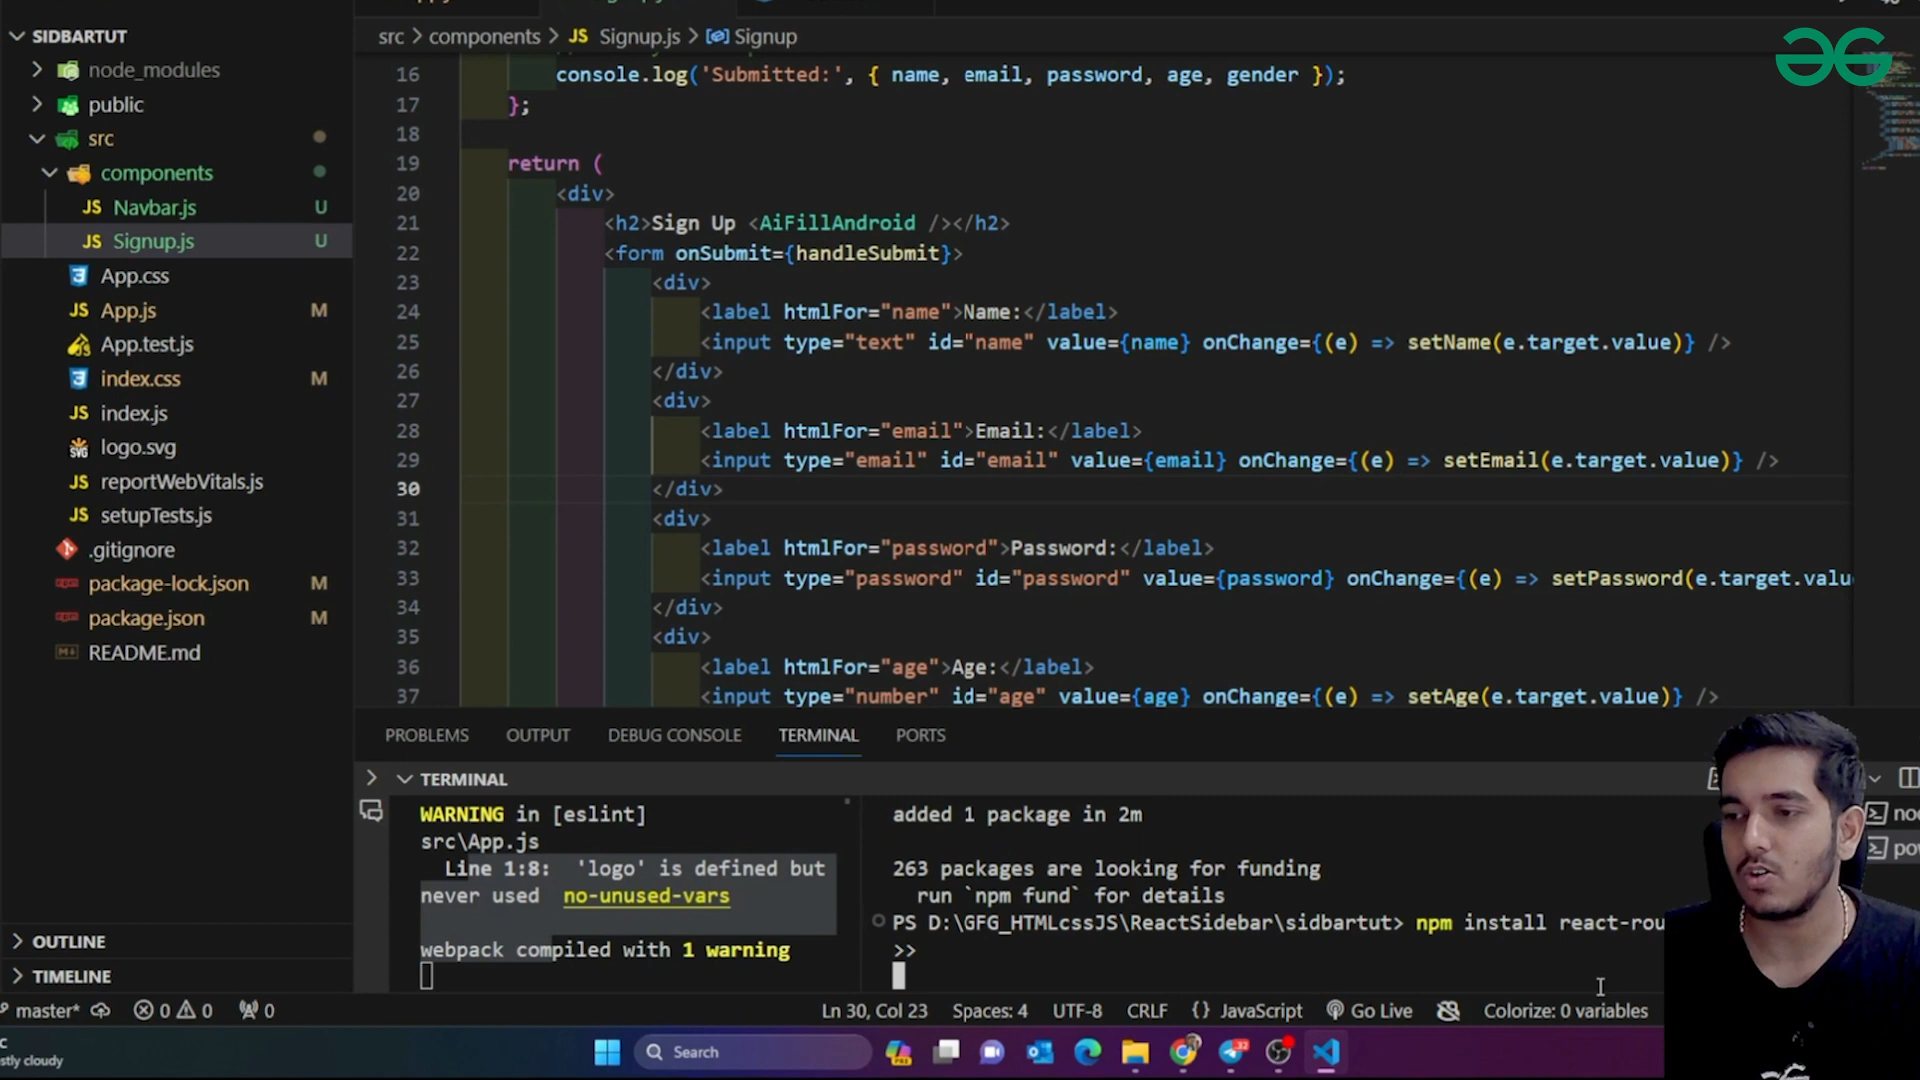 SIDBARTUT
node_modules
public
src
components
Navbar.js U
Signup.js U
App.css
App.js M
App.test.js
index.css M
index.js
logo.svg
reportWebVitals.js
setupTests.js
.gitignore
package-lock.json M
package.json M
README.md
OUTLINE
TIMELINE
src > components > JS Signup.js > Signup
16 console.log('Submitted:', { name, email, password, age, gender });
17 };
18
19 return (
20 <div>
21 <h2>Sign Up <AiFillAndroid /></h2>
22 <form onSubmit={handleSubmit}>
23 <div>
24 <label htmlFor="name">Name:</label>
25 <input type="text" id="name" value={name} onChange={(e) => setName(e.target.value)} />
26 </div>
27 <div>
28 <label htmlFor="email">Email:</label>
29 <input type="email" id="email" value={email} onChange={(e) => setEmail(e.target.value)} />
30 </div>
31 <div>
32 <label htmlFor="password">Password:</label>
33 <input type="password" id="password" value={password} onChange={(e) => setPassword(e.target.valu
34 </div>
35 <div>
36 <label htmlFor="age">Age:</label>
37 <input type="number" id="age" value={age} onChange={(e) => setAge(e.target.value)} />
PROBLEMS OUTPUT DEBUG CONSOLE TERMINAL PORTS
TERMINAL
WARNING in [eslint]
src\App.js
Line 1:8: 'logo' is defined but
never used no-unused-vars
webpack compiled with 1 warning
added 1 package in 2m
263 packages are looking for funding
run `npm fund` for details
PS D:\GFG_HTMLcssJS\ReactSidebar\sidbartut> npm install react-rou
>>
master* 0 0 0 Ln 30, Col 23 Spaces: 4 UTF-8 CRLF {} JavaScript Go Live Colorize: 0 variables
cloudy
Search